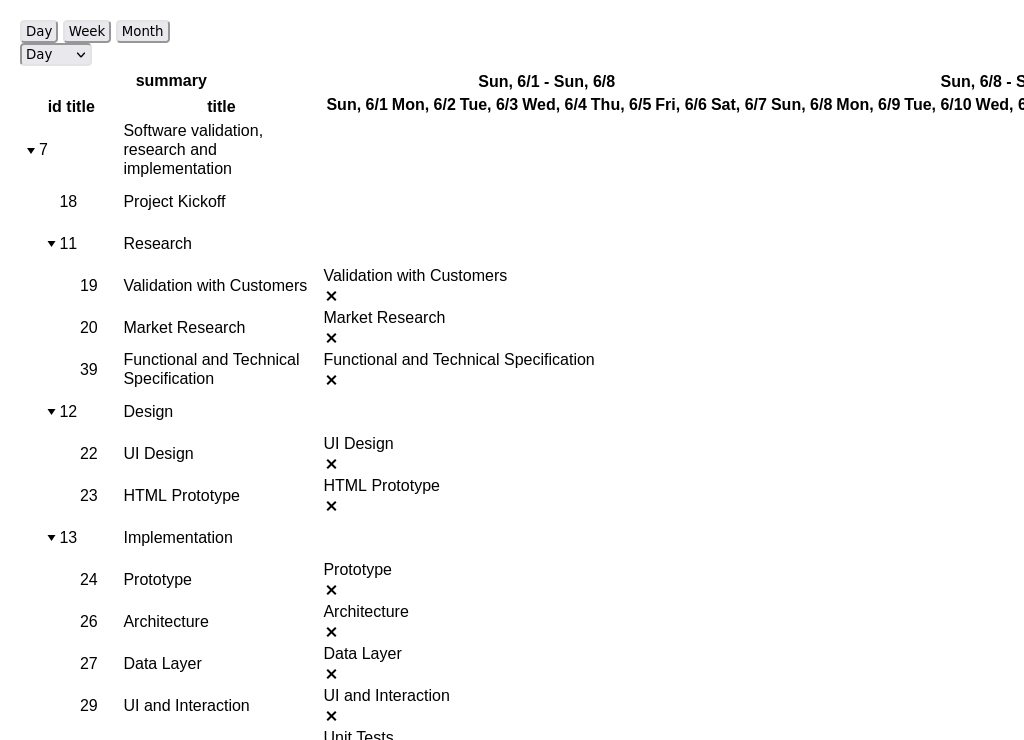 Day Week Month
Day
summary Sun, 6/1 - Sun, 6/8 Sun, 6/8 - S
id title title Sun, 6/1 Mon, 6/2 Tue, 6/3 Wed, 6/4 Thu, 6/5 Fri, 6/6 Sat, 6/7 Sun, 6/8 Mon, 6/9 Tue, 6/10 Wed, 6
7 Software validation,
research and
implementation
18 Project Kickoff
11 Research
19 Validation with Customers Validation with Customers
20 Market Research Market Research
39 Functional and Technical
Specification Functional and Technical Specification
12 Design
22 UI Design UI Design
23 HTML Prototype HTML Prototype
13 Implementation
24 Prototype Prototype
26 Architecture Architecture
27 Data Layer Data Layer
29 UI and Interaction UI and Interaction
Unit Tests